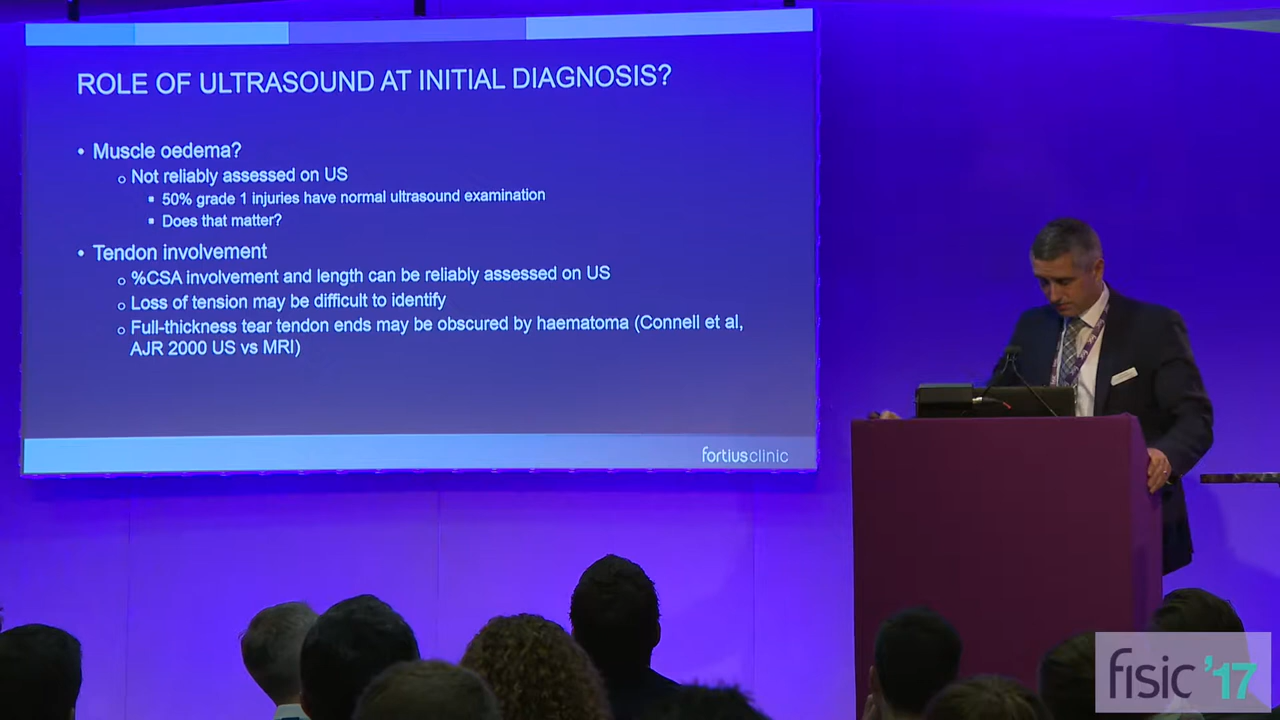 ROLE OF ULTRASOUND AT INITIAL DIAGNOSIS?
• Muscle oedema?
o Not reliably assessed on US
▪ 50% grade 1 injuries have normal ultrasound examination
▪ Does that matter?
• Tendon involvement
o %CSA involvement and length can be reliably assessed on US
o Loss of tension may be difficult to identify
o Full-thickness tear tendon ends may be obscured by haematoma (Connell et al,
AJR 2000 US vs MRI)
fortiusclinic
fisic '17